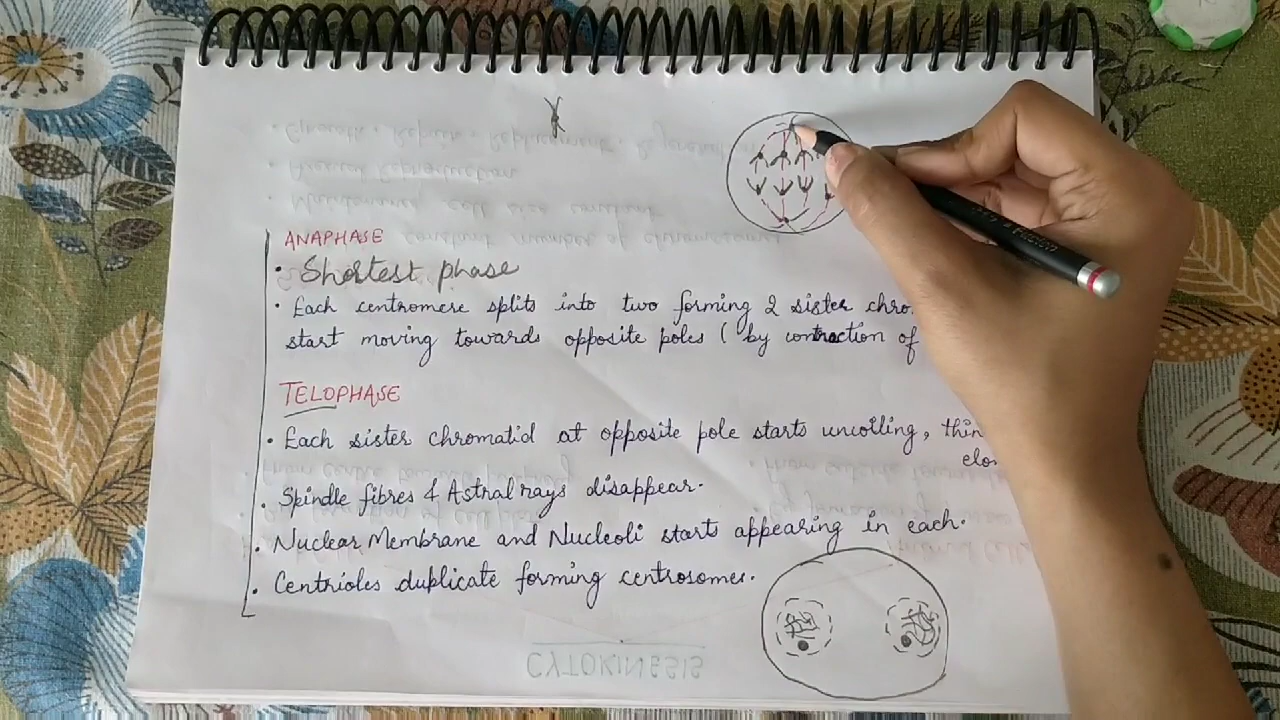 ANAPHASE
• Shortest phase
• Each centromere splits into two forming 2 sister
start moving towards opposite poles ( by contraction of
TELOPHASE
• Each sister chromatid at opposite pole starts uncoiling,
• Spindle fibres & Astral rays disappear.
• Nuclear Membrane and Nucleoli starts appearing in each.
• Centrioles duplicate forming centrosomes.
CYTOKINESIS